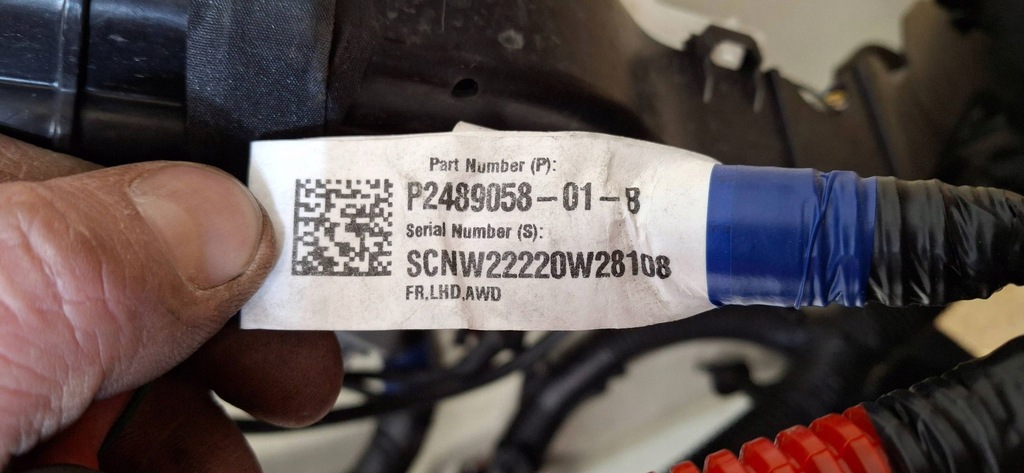 Part Number (P):
P2489058-01-B
Serial Number (S):
SCNW22220W28108
FR,LHD,AWD